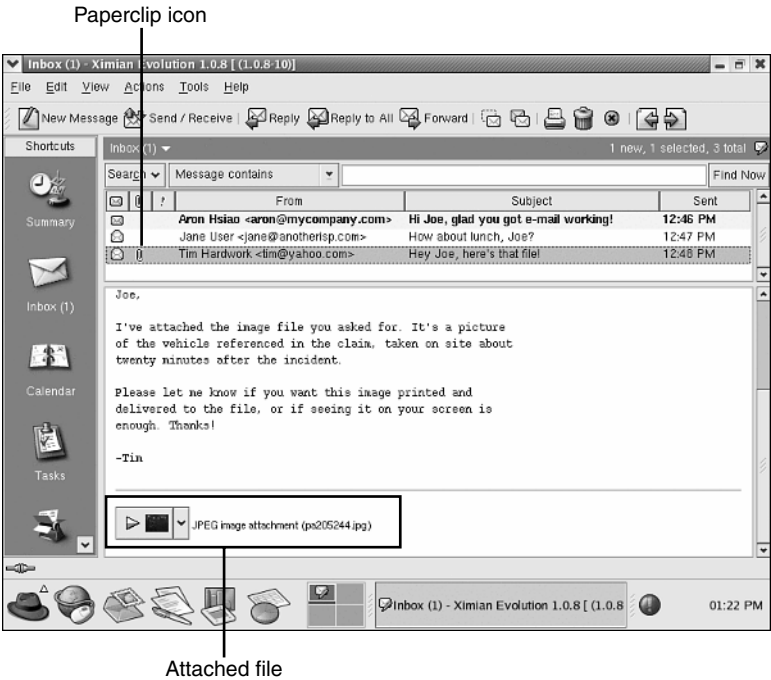 Paperclip icon
Inbox (1) - Ximian Evolution 1.0.8 [ (1.0.8-10)]
File Edit View Actions Tools Help
New Message Send / Receive Reply Reply to All Forward
Shortcuts
Inbox (1)
1 new, 1 selected, 3 total
Search
Message contains
Find Now
! From Subject Sent
Aron Hsiao <aron@mycompany.com> Hi Joe, glad you got e-mail working! 12:46 PM
Jane User <jane@anotherisp.com> How about lunch, Joe? 12:47 PM
Tim Hardwork <tim@yahoo.com> Hey Joe, here's that file! 12:48 PM
Summary
Inbox (1)
Calendar
Tasks
Joe,
I've attached the image file you asked for. It's a picture
of the vehicle referenced in the claim, taken on site about
twenty minutes after the incident.
Please let me know if you want this image printed and
delivered to the file, or if seeing it on your screen is
enough. Thanks!
-Tim
JPEG image attachment (pa205244.jpg)
Inbox (1) - Ximian Evolution 1.0.8 [ (1.0.8
01:22 PM
Attached file